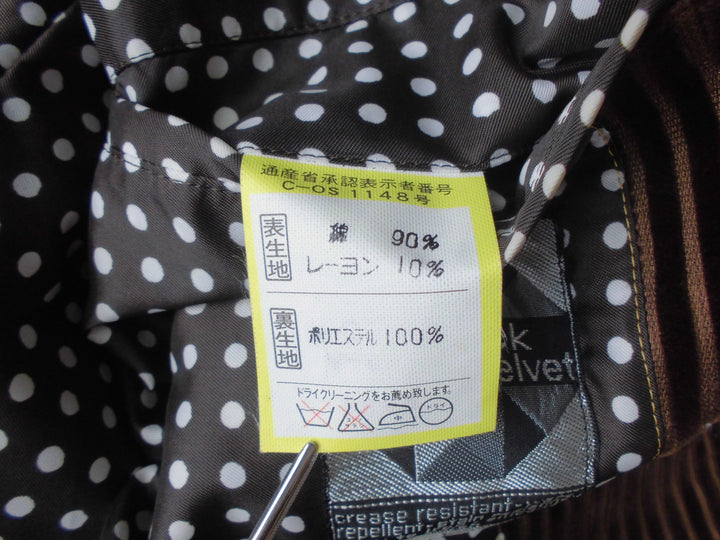 通産省承認表示者番号
C-OS 1148号
表生地
綿 90%
レーヨン 10%
裏生地
ポリエステル 100%
ドライクリーニングをお薦め致します。
中
ドライ
elvet
crease resistant
repellent